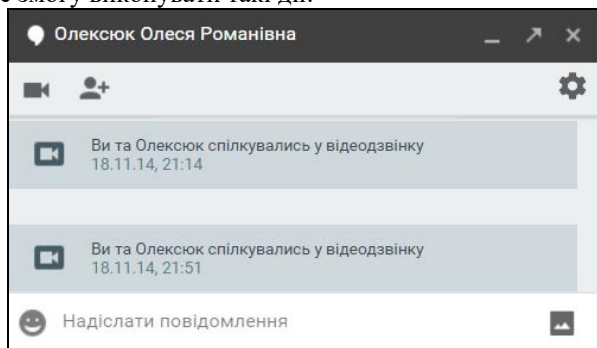 змогу виконувати такі дії:
Олексюк Олеся Романівна
Ви та Олексюк спілкувались у відеодзвінку
18.11.14, 21:14
Ви та Олексюк спілкувались у відеодзвінку
18.11.14, 21:51
Надіслати повідомлення